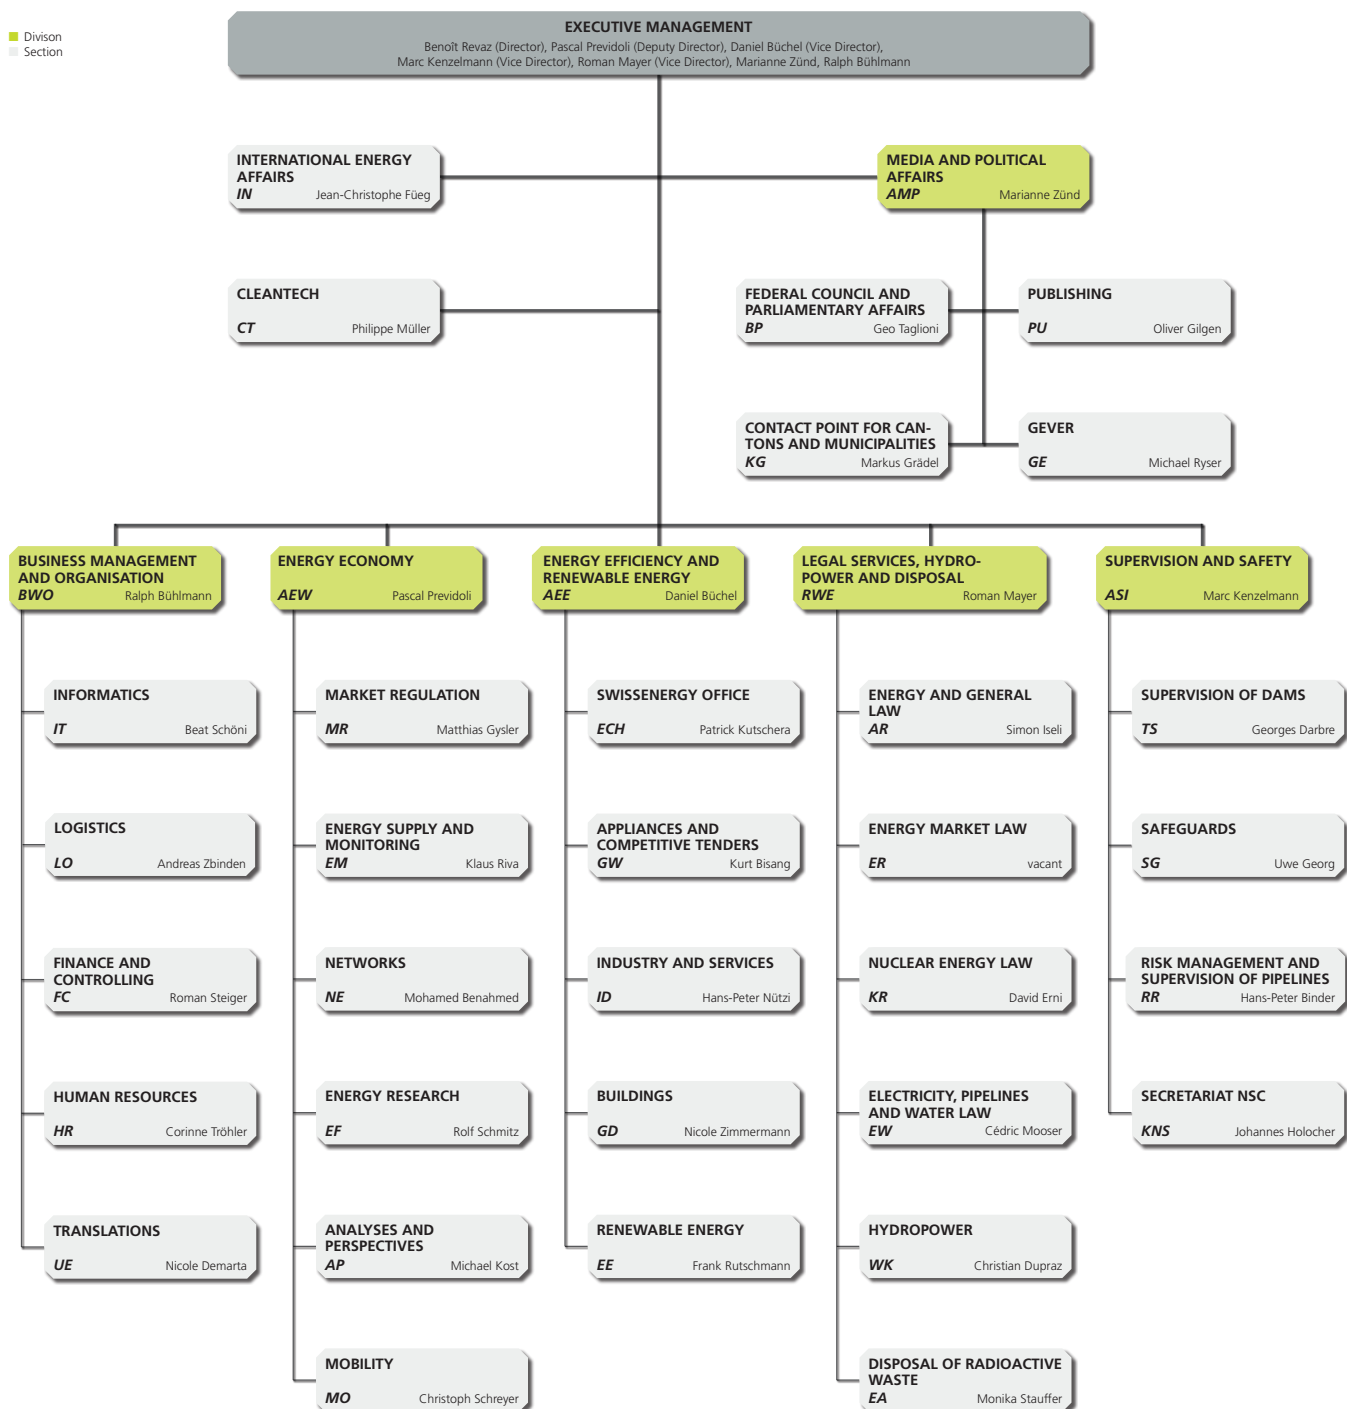 Divison
Section
EXECUTIVE MANAGEMENT
Benoît Revaz (Director), Pascal Previdoli (Deputy Director), Daniel Büchel (Vice Director),
Marc Kenzelmann (Vice Director), Roman Mayer (Vice Director), Marianne Zünd, Ralph Bühlmann
INTERNATIONAL ENERGY
AFFAIRS
IN Jean-Christophe Füeg
MEDIA AND POLITICAL
AFFAIRS
AMP Marianne Zünd
CLEANTECH
CT Philippe Müller
FEDERAL COUNCIL AND
PARLIAMENTARY AFFAIRS
BP Geo Taglioni
PUBLISHING
PU Oliver Gilgen
CONTACT POINT FOR CAN-
TONS AND MUNICIPALITIES
KG Markus Grädel
GEVER
GE Michael Ryser
BUSINESS MANAGEMENT
AND ORGANISATION
BWO Ralph Bühlmann
ENERGY ECONOMY
AEW Pascal Previdoli
ENERGY EFFICIENCY AND
RENEWABLE ENERGY
AEE Daniel Büchel
LEGAL SERVICES, HYDRO-
POWER AND DISPOSAL
RWE Roman Mayer
SUPERVISION AND SAFETY
ASI Marc Kenzelmann
INFORMATICS
IT Beat Schöni
MARKET REGULATION
MR Matthias Gysler
SWISSENERGY OFFICE
ECH Patrick Kutschera
ENERGY AND GENERAL
LAW
AR Simon Iseli
SUPERVISION OF DAMS
TS Georges Darbre
LOGISTICS
LO Andreas Zbinden
ENERGY SUPPLY AND
MONITORING
EM Klaus Riva
APPLIANCES AND
COMPETITIVE TENDERS
GW Kurt Bisang
ENERGY MARKET LAW
ER vacant
SAFEGUARDS
SG Uwe Georg
FINANCE AND
CONTROLLING
FC Roman Steiger
NETWORKS
NE Mohamed Benahmed
INDUSTRY AND SERVICES
ID Hans-Peter Nützi
NUCLEAR ENERGY LAW
KR David Erni
RISK MANAGEMENT AND
SUPERVISION OF PIPELINES
RR Hans-Peter Binder
HUMAN RESOURCES
HR Corinne Tröhler
ENERGY RESEARCH
EF Rolf Schmitz
BUILDINGS
GD Nicole Zimmermann
ELECTRICITY, PIPELINES
AND WATER LAW
EW Cédric Mooser
SECRETARIAT NSC
KNS Johannes Holocher
TRANSLATIONS
UE Nicole Demarta
ANALYSES AND
PERSPECTIVES
AP Michael Kost
RENEWABLE ENERGY
EE Frank Rutschmann
HYDROPOWER
WK Christian Dupraz
MOBILITY
MO Christoph Schreyer
DISPOSAL OF RADIOACTIVE
WASTE
EA Monika Stauffer